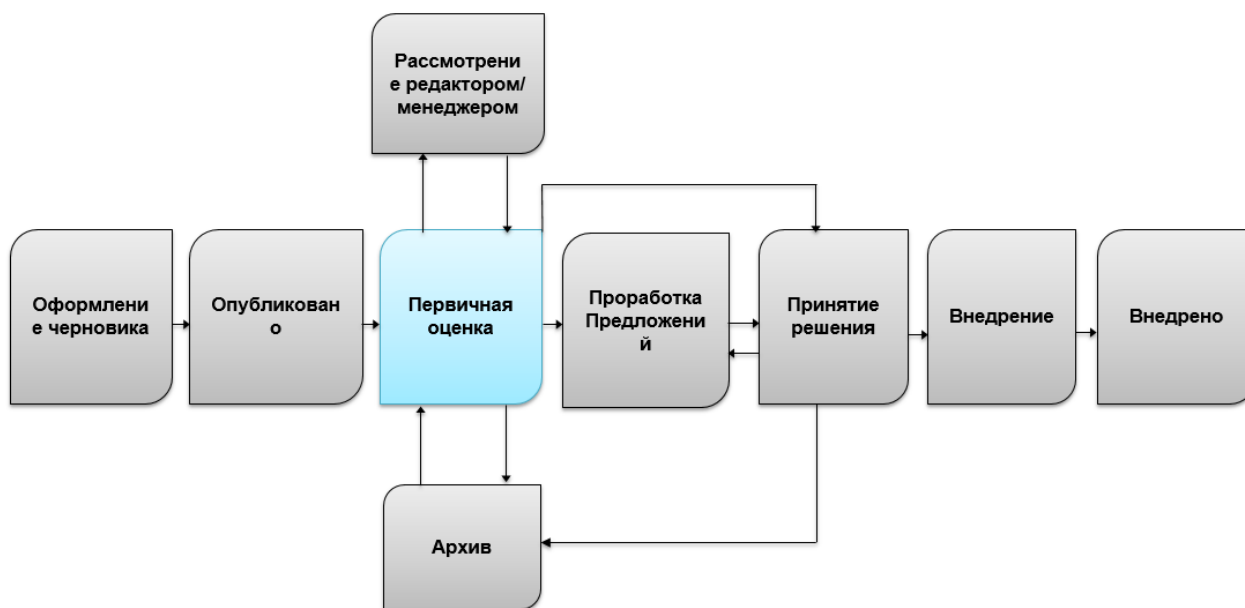 Рассмотрени
е редактором/
менеджером
Оформлени
е черновика
Опубликован
о
Первичная
оценка
Проработка
Предложени
й
Принятие
решения
Внедрение
Внедрено
Архив